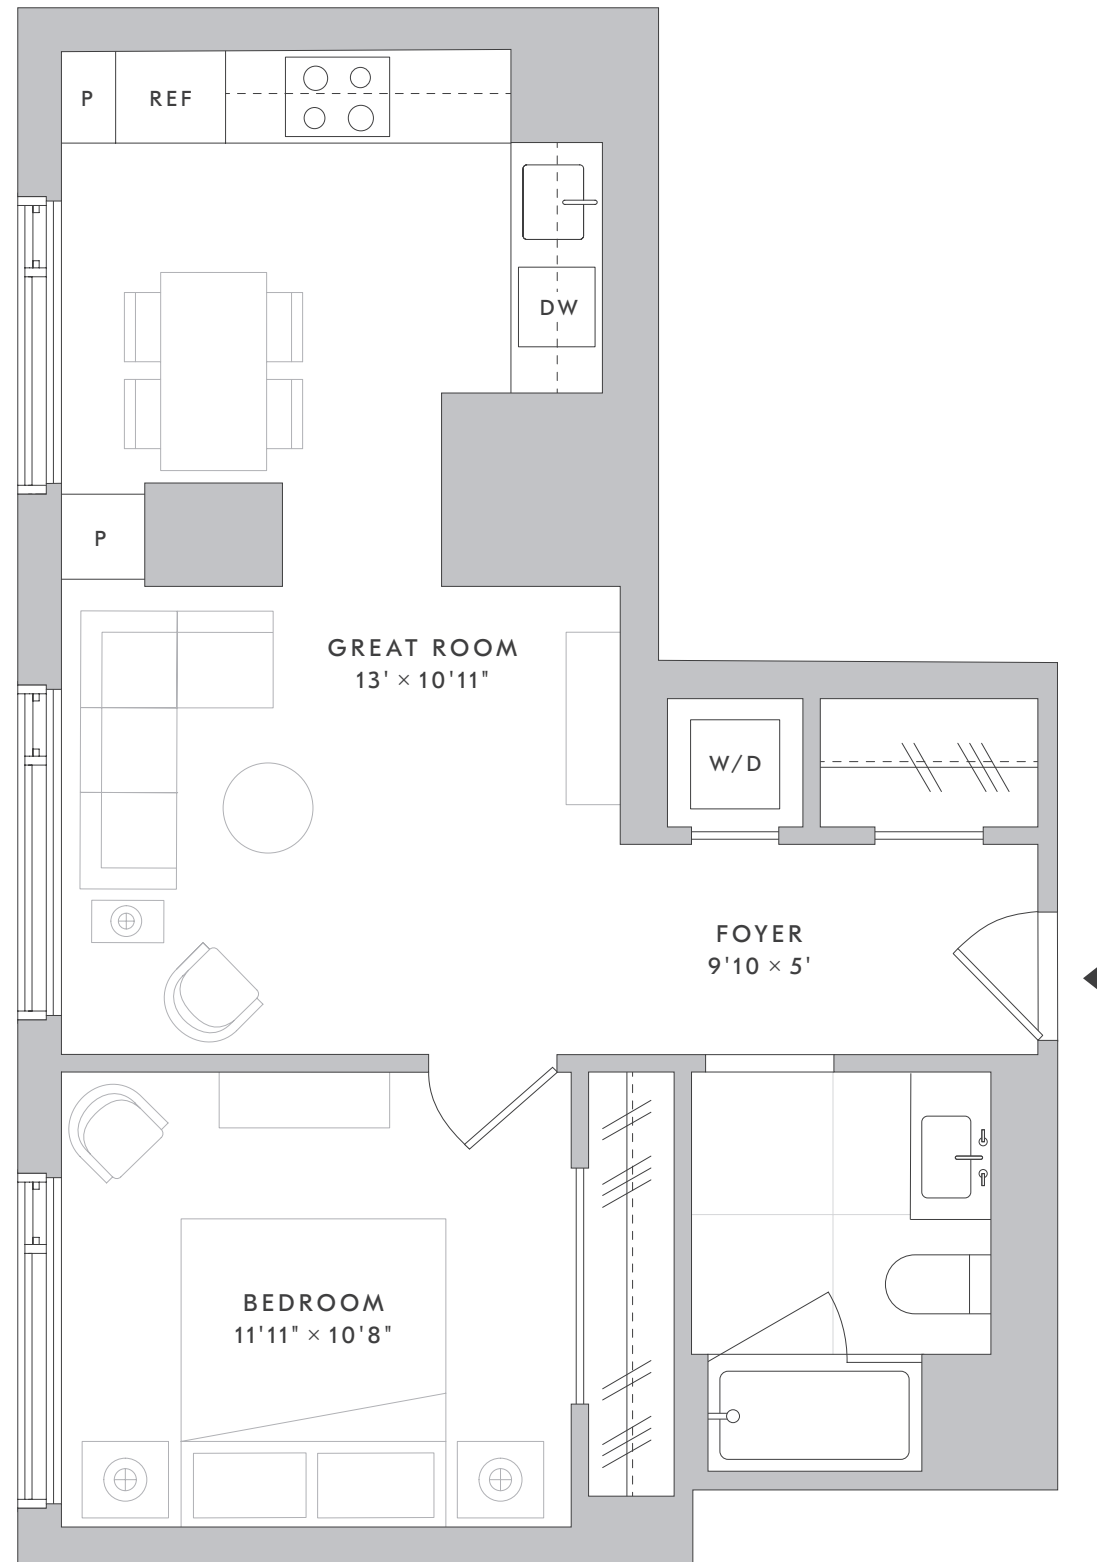 P
REF
DW
P
GREAT ROOM
13' × 10'11"
W/D
FOYER
9'10 × 5'
BEDROOM
11'11" × 10'8"